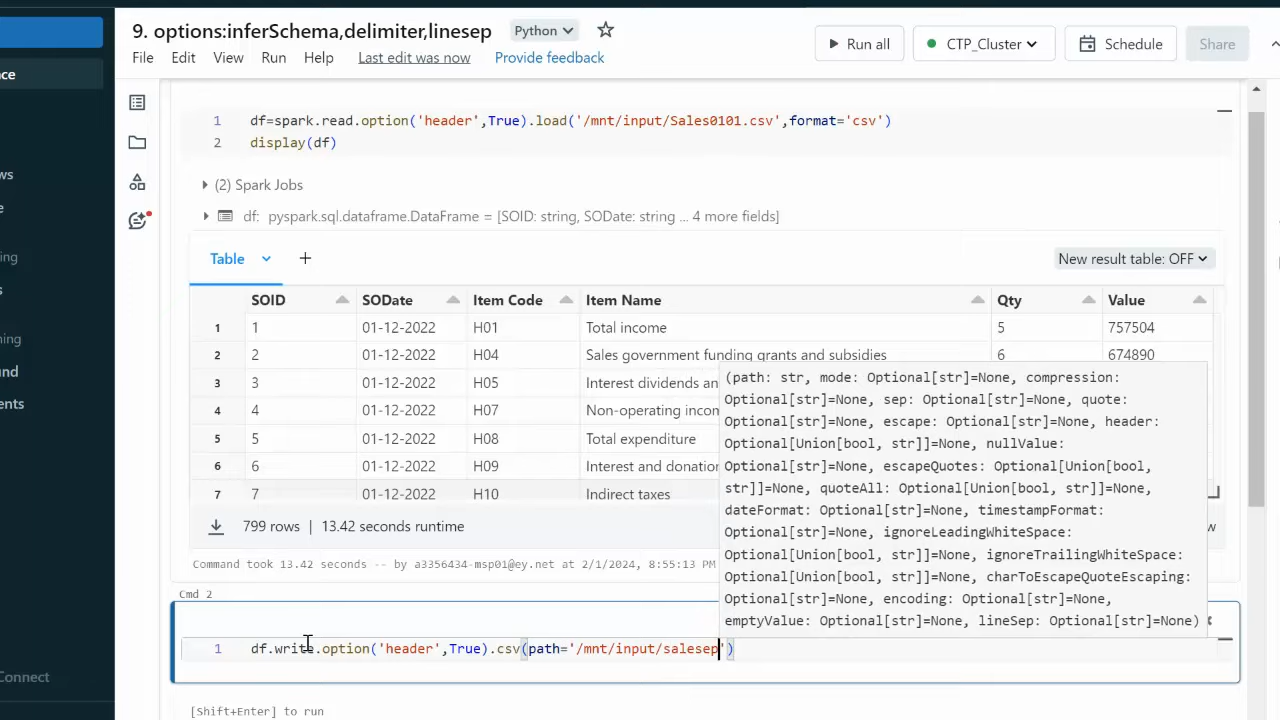 9. options:inferSchema,delimiter,linesep
Python
Run all
CTP_Cluster
Schedule
Share
File Edit View Run Help Last edit was now Provide feedback
ce
ws
e
ing
s
ning
und
ents
Connect
1 df=spark.read.option('header',True).load('/mnt/input/Sales0101.csv',format='csv')
2 display(df)
(2) Spark Jobs
df: pyspark.sql.dataframe.DataFrame = [SOID: string, SODate: string ... 4 more fields]
Table +
New result table: OFF
SOID SODate Item Code Item Name Qty Value
1 1 01-12-2022 H01 Total income 5 757504
2 2 01-12-2022 H04 Sales government funding grants and subsidies 6 674890
3 3 01-12-2022 H05 Interest dividends an
4 4 01-12-2022 H07 Non-operating incom
5 5 01-12-2022 H08 Total expenditure
6 6 01-12-2022 H09 Interest and donation
7 7 01-12-2022 H10 Indirect taxes
799 rows | 13.42 seconds runtime
w
Command took 13.42 seconds -- by a3356434-msp01@ey.net at 2/1/2024, 8:55:13 PM
(path: str, mode: Optional[str]=None, compression:
Optional[str]=None, sep: Optional[str]=None, quote:
Optional[str]=None, escape: Optional[str]=None, header:
Optional[Union[bool, str]]=None, nullValue:
Optional[str]=None, escapeQuotes: Optional[Union[bool,
str]]=None, quoteAll: Optional[Union[bool, str]]=None,
dateFormat: Optional[str]=None, timestampFormat:
Optional[str]=None, ignoreLeadingWhiteSpace:
Optional[Union[bool, str]]=None, ignoreTrailingWhiteSpace:
Optional[Union[bool, str]]=None, charToEscapeQuoteEscaping:
Optional[str]=None, encoding: Optional[str]=None,
emptyValue: Optional[str]=None, lineSep: Optional[str]=None)
Cmd 2
1 df.write.option('header',True).csv(path='/mnt/input/salesep')
[Shift+Enter] to run